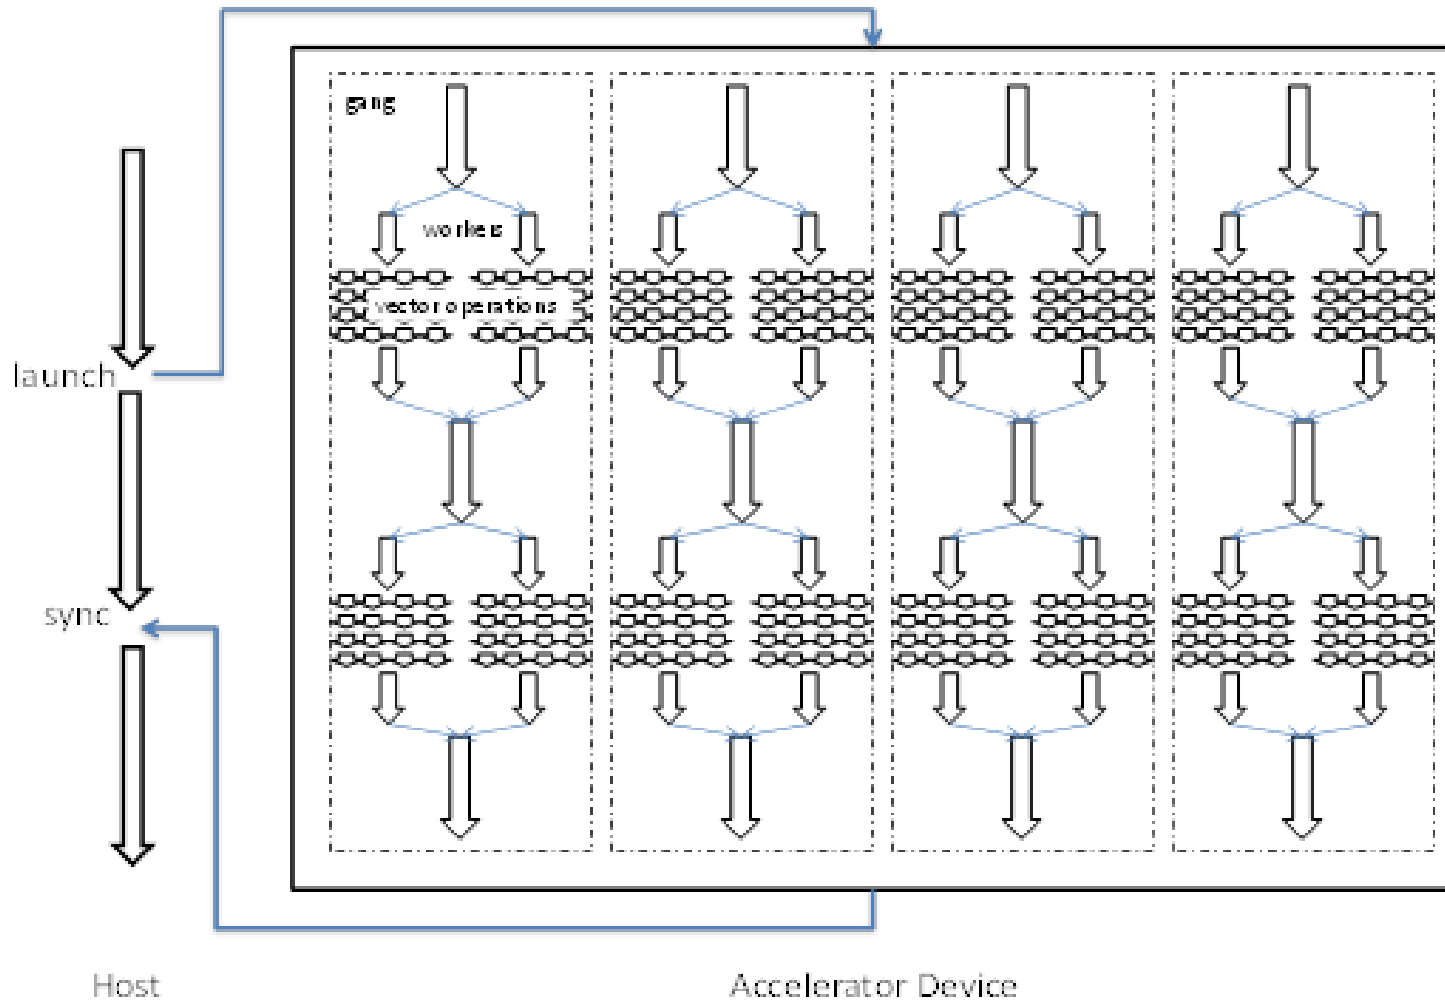 gang
workers
vector operations
launch
sync
Host
Accelerator Device